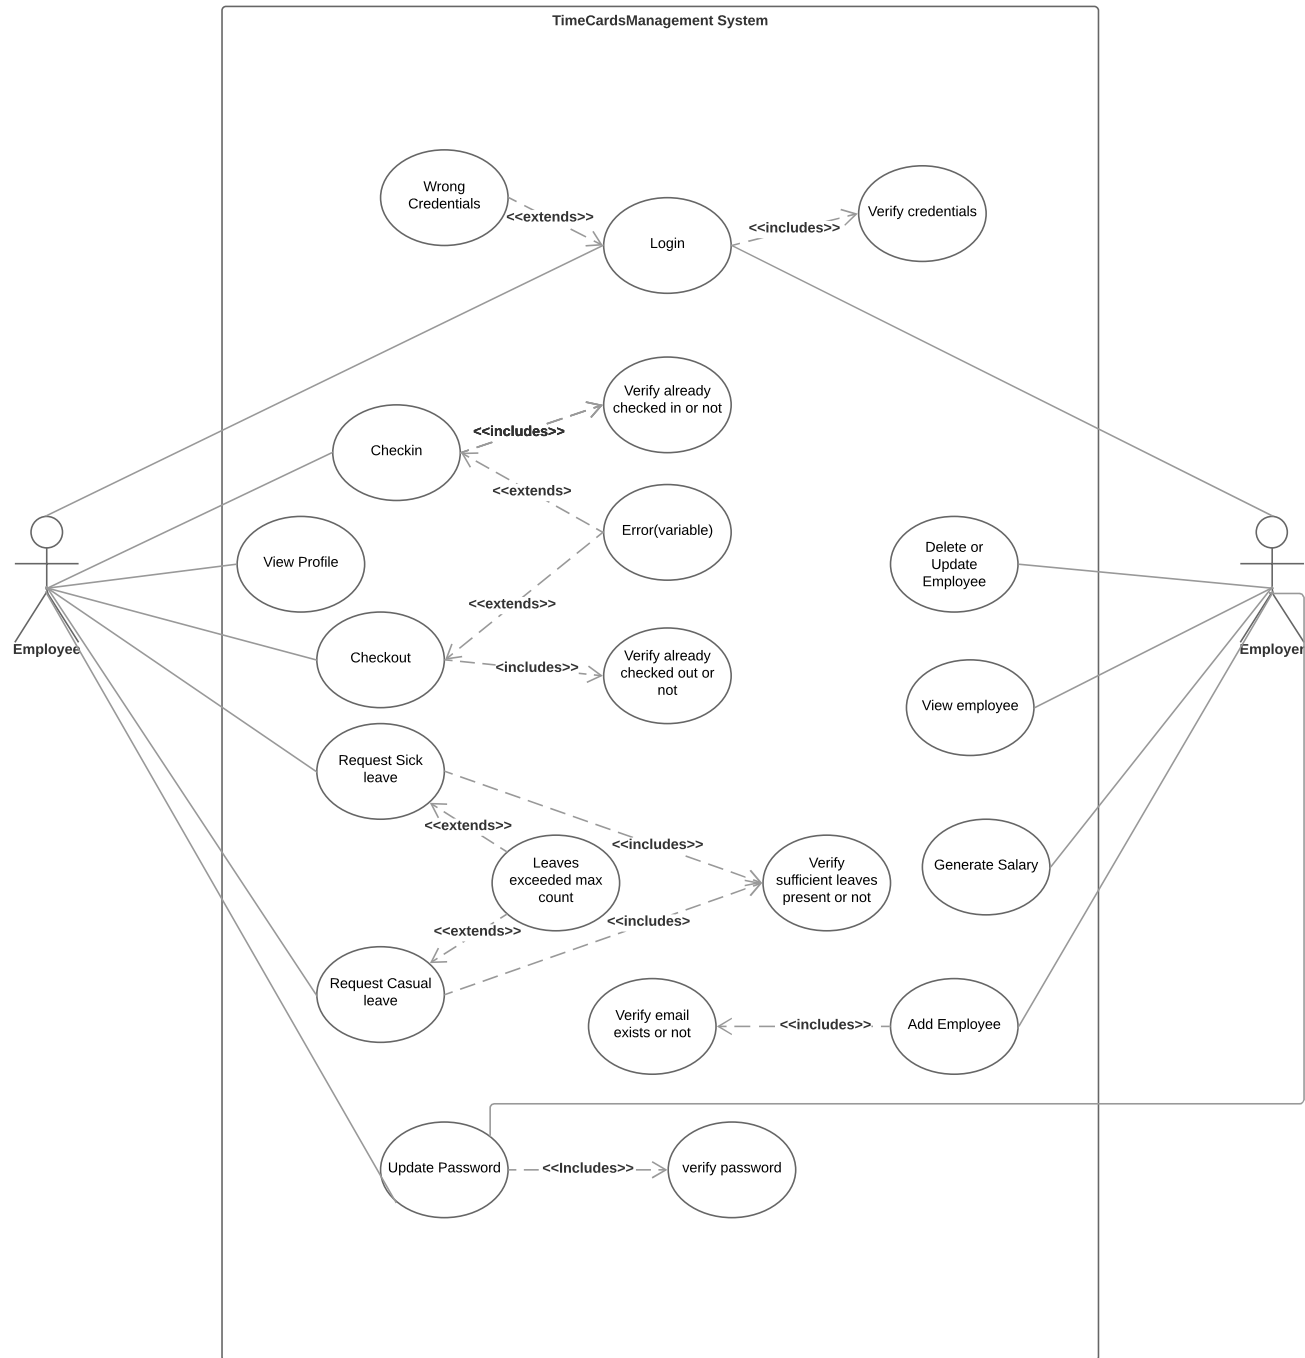 TimeCardsManagement System
Wrong
Credentials
<<extends>>
Login
<<includes>>
Verify credentials
Verify already
checked in or not
<<includes>>
Checkin
<<extends>
Error(variable)
View Profile
Delete or
Update
Employee
<<extends>>
Employee
Employer
Checkout
<includes>>
Verify already
checked out or
not
View employee
Request Sick
leave
<<extends>>
<<includes>>
Leaves
exceeded max
count
Verify
sufficient leaves
present or not
Generate Salary
<<extends>>
<<includes>
Request Casual
leave
Verify email
exists or not
<<includes>>
Add Employee
Update Password
<<Includes>>
verify password